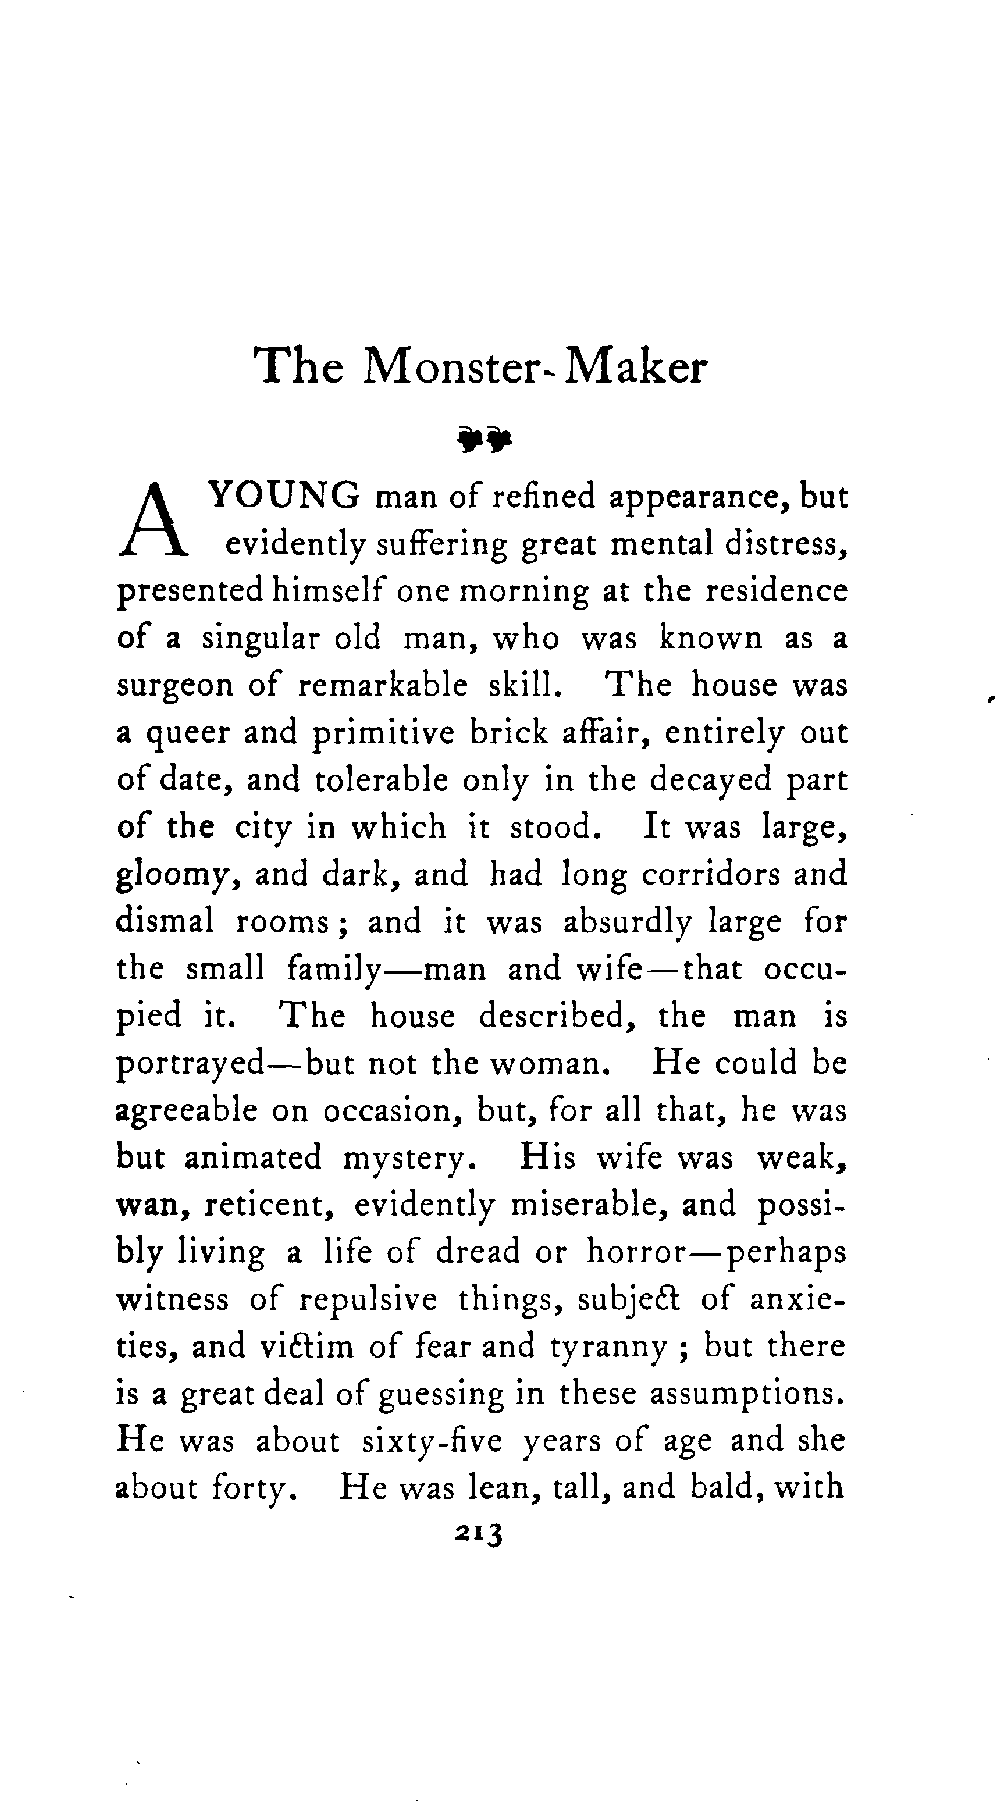 The Monster-Maker
A YOUNG man of refined appearance, but
evidently suffering great mental distress,
presented himself one morning at the residence
of a singular old man, who was known as a
surgeon of remarkable skill. The house was
a queer and primitive brick affair, entirely out
of date, and tolerable only in the decayed part
of the city in which it stood. It was large,
gloomy, and dark, and had long corridors and
dismal rooms ; and it was absurdly large for
the small family—man and wife—that occu-
pied it. The house described, the man is
portrayed—but not the woman. He could be
agreeable on occasion, but, for all that, he was
but animated mystery. His wife was weak,
wan, reticent, evidently miserable, and possi-
bly living a life of dread or horror—perhaps
witness of repulsive things, subject of anxie-
ties, and victim of fear and tyranny ; but there
is a great deal of guessing in these assumptions.
He was about sixty-five years of age and she
about forty. He was lean, tall, and bald, with
213